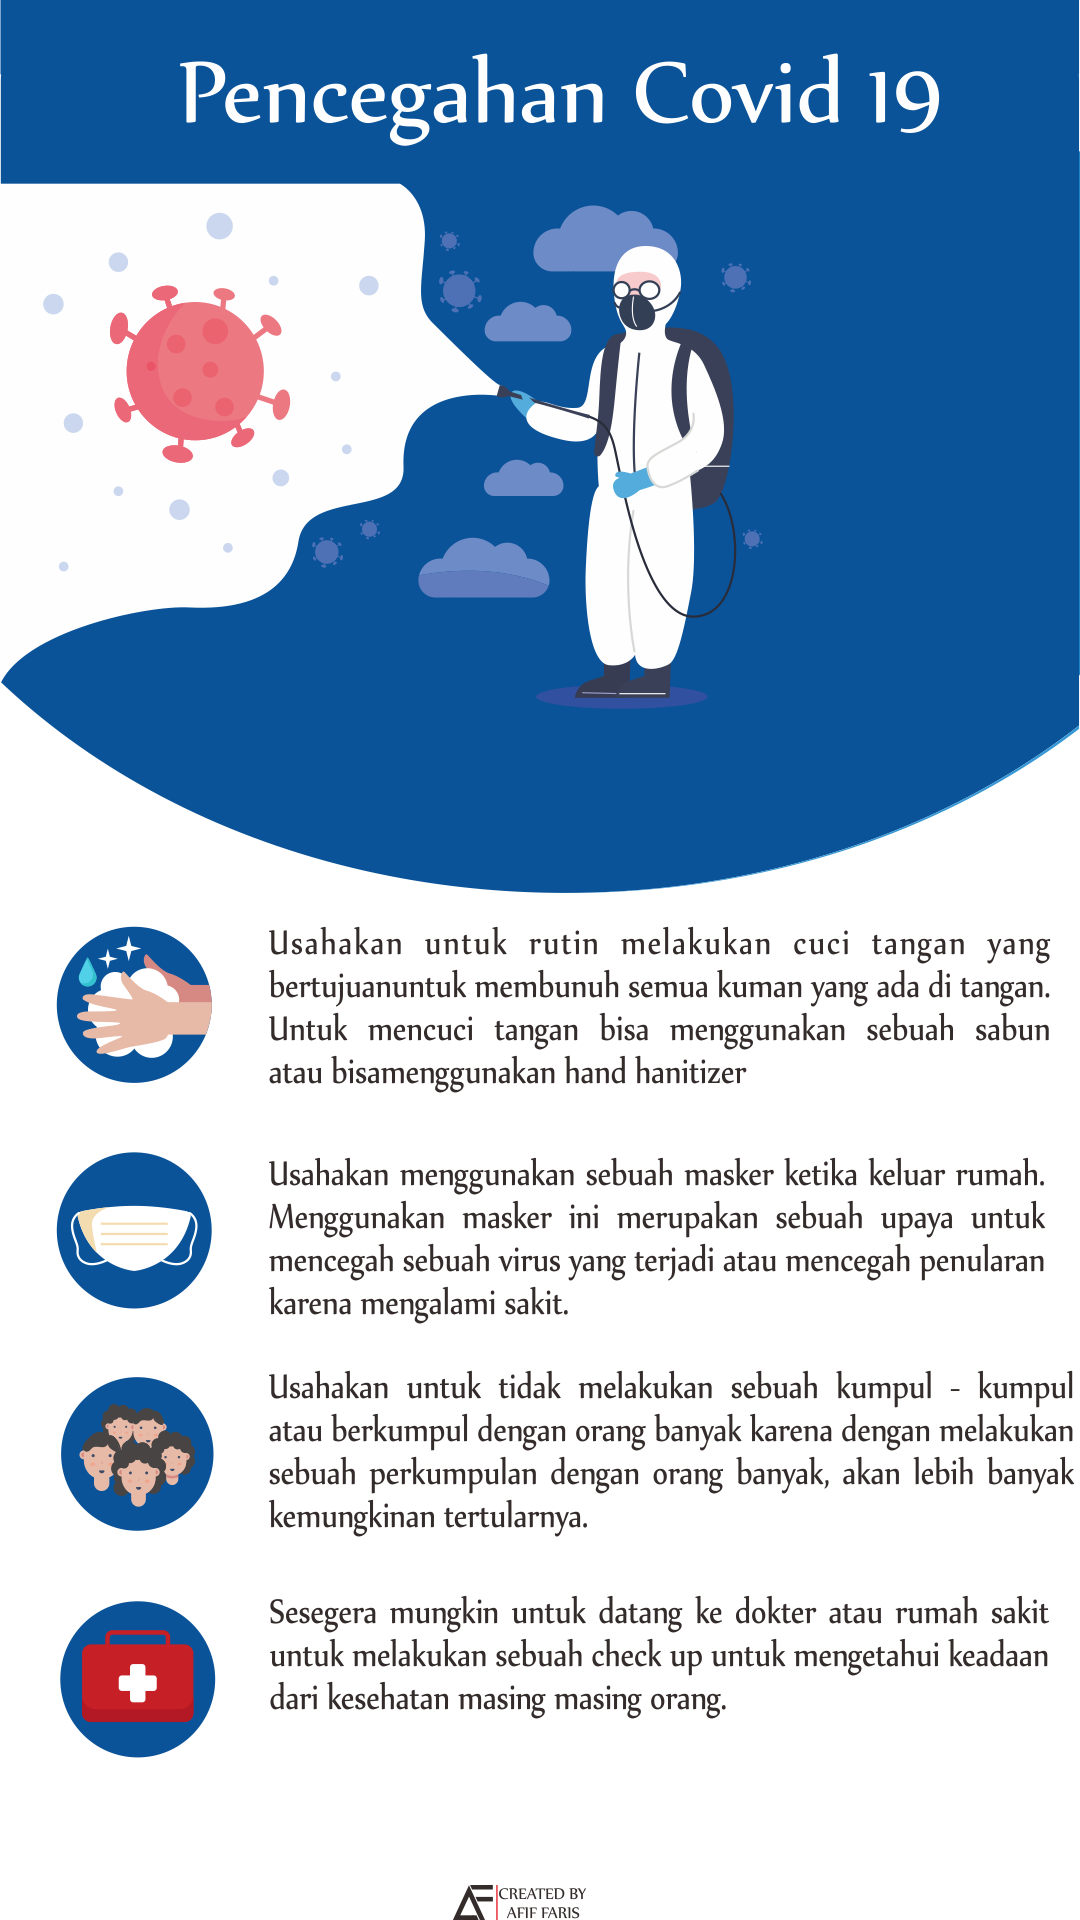 Pencegahan Covid 19
Usahakan untuk rutin melakukan cuci tangan yang
bertujuanuntuk membunuh semua kuman yang ada di tangan.
Untuk mencuci tangan bisa menggunakan sebuah sabun
atau bisamenggunakan hand hanitizer
Usahakan menggunakan sebuah masker ketika keluar rumah.
Menggunakan masker ini merupakan sebuah upaya untuk
mencegah sebuah virus yang terjadi atau mencegah penularan
karena mengalami sakit.
Usahakan untuk tidak melakukan sebuah kumpul - kumpul
atau berkumpul dengan orang banyak karena dengan melakukan
sebuah perkumpulan dengan orang banyak, akan lebih banyak
kemungkinan tertularnya.
Sesegera mungkin untuk datang ke dokter atau rumah sakit
untuk melakukan sebuah check up untuk mengetahui keadaan
dari kesehatan masing masing orang.
AF
CREATED BY
AFIF FARIS